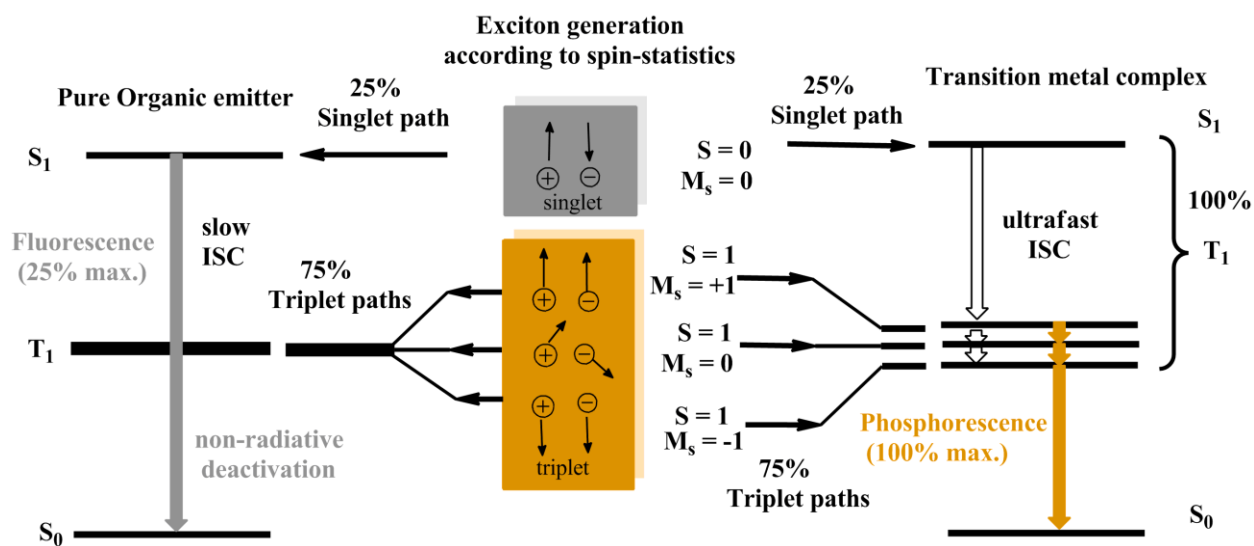 Exciton generation
according to spin-statistics
Pure Organic emitter
25%
Singlet path
S₁
Fluorescence
(25% max.)
slow
ISC
75%
Triplet paths
T₁
non-radiative
deactivation
S₀
+ −
singlet
+ −
+ −
+ −
triplet
S = 0
Mₛ = 0
S = 1
Mₛ = +1
S = 1
Mₛ = 0
S = 1
Mₛ = -1
75%
Triplet paths
25%
Singlet path
Transition metal complex
S₁
ultrafast
ISC
100%
T₁
Phosphorescence
(100% max.)
S₀